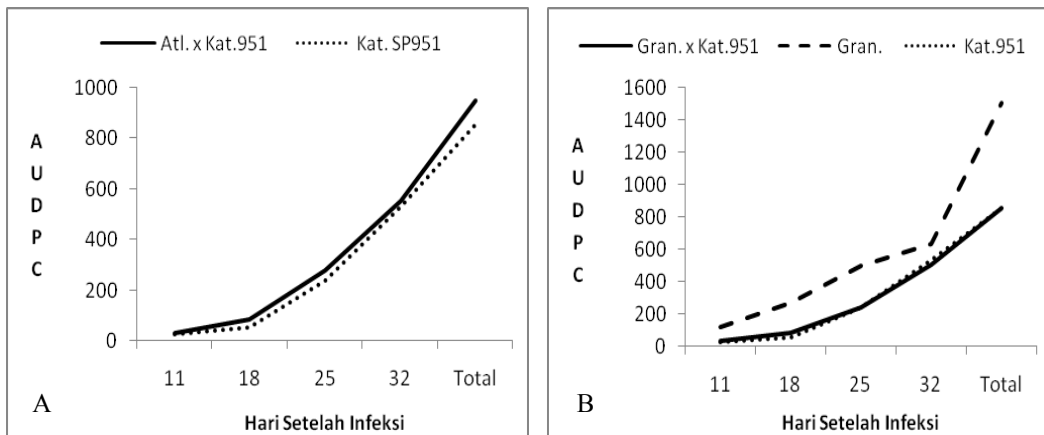 Atl. x Kat.951 Kat. SP951
1000
800
600
400
200
0
A
U
D
P
C
11 18 25 32 Total
Hari Setelah Infeksi
A
Gran. x Kat.951 Gran. Kat.951
1600
1400
1200
1000
800
600
400
200
0
A
U
D
P
C
11 18 25 32 Total
Hari Setelah Infeksi
B